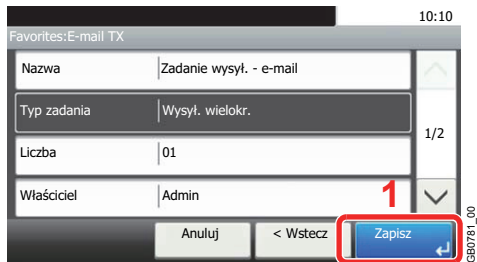 10:10
Favorites:E-mail TX
Nazwa Zadanie wysył. - e-mail
Typ zadania Wysył. wielokr.
1/2
Liczba 01
Właściciel Admin
1
Anuluj < Wstecz Zapisz
GB0781_00